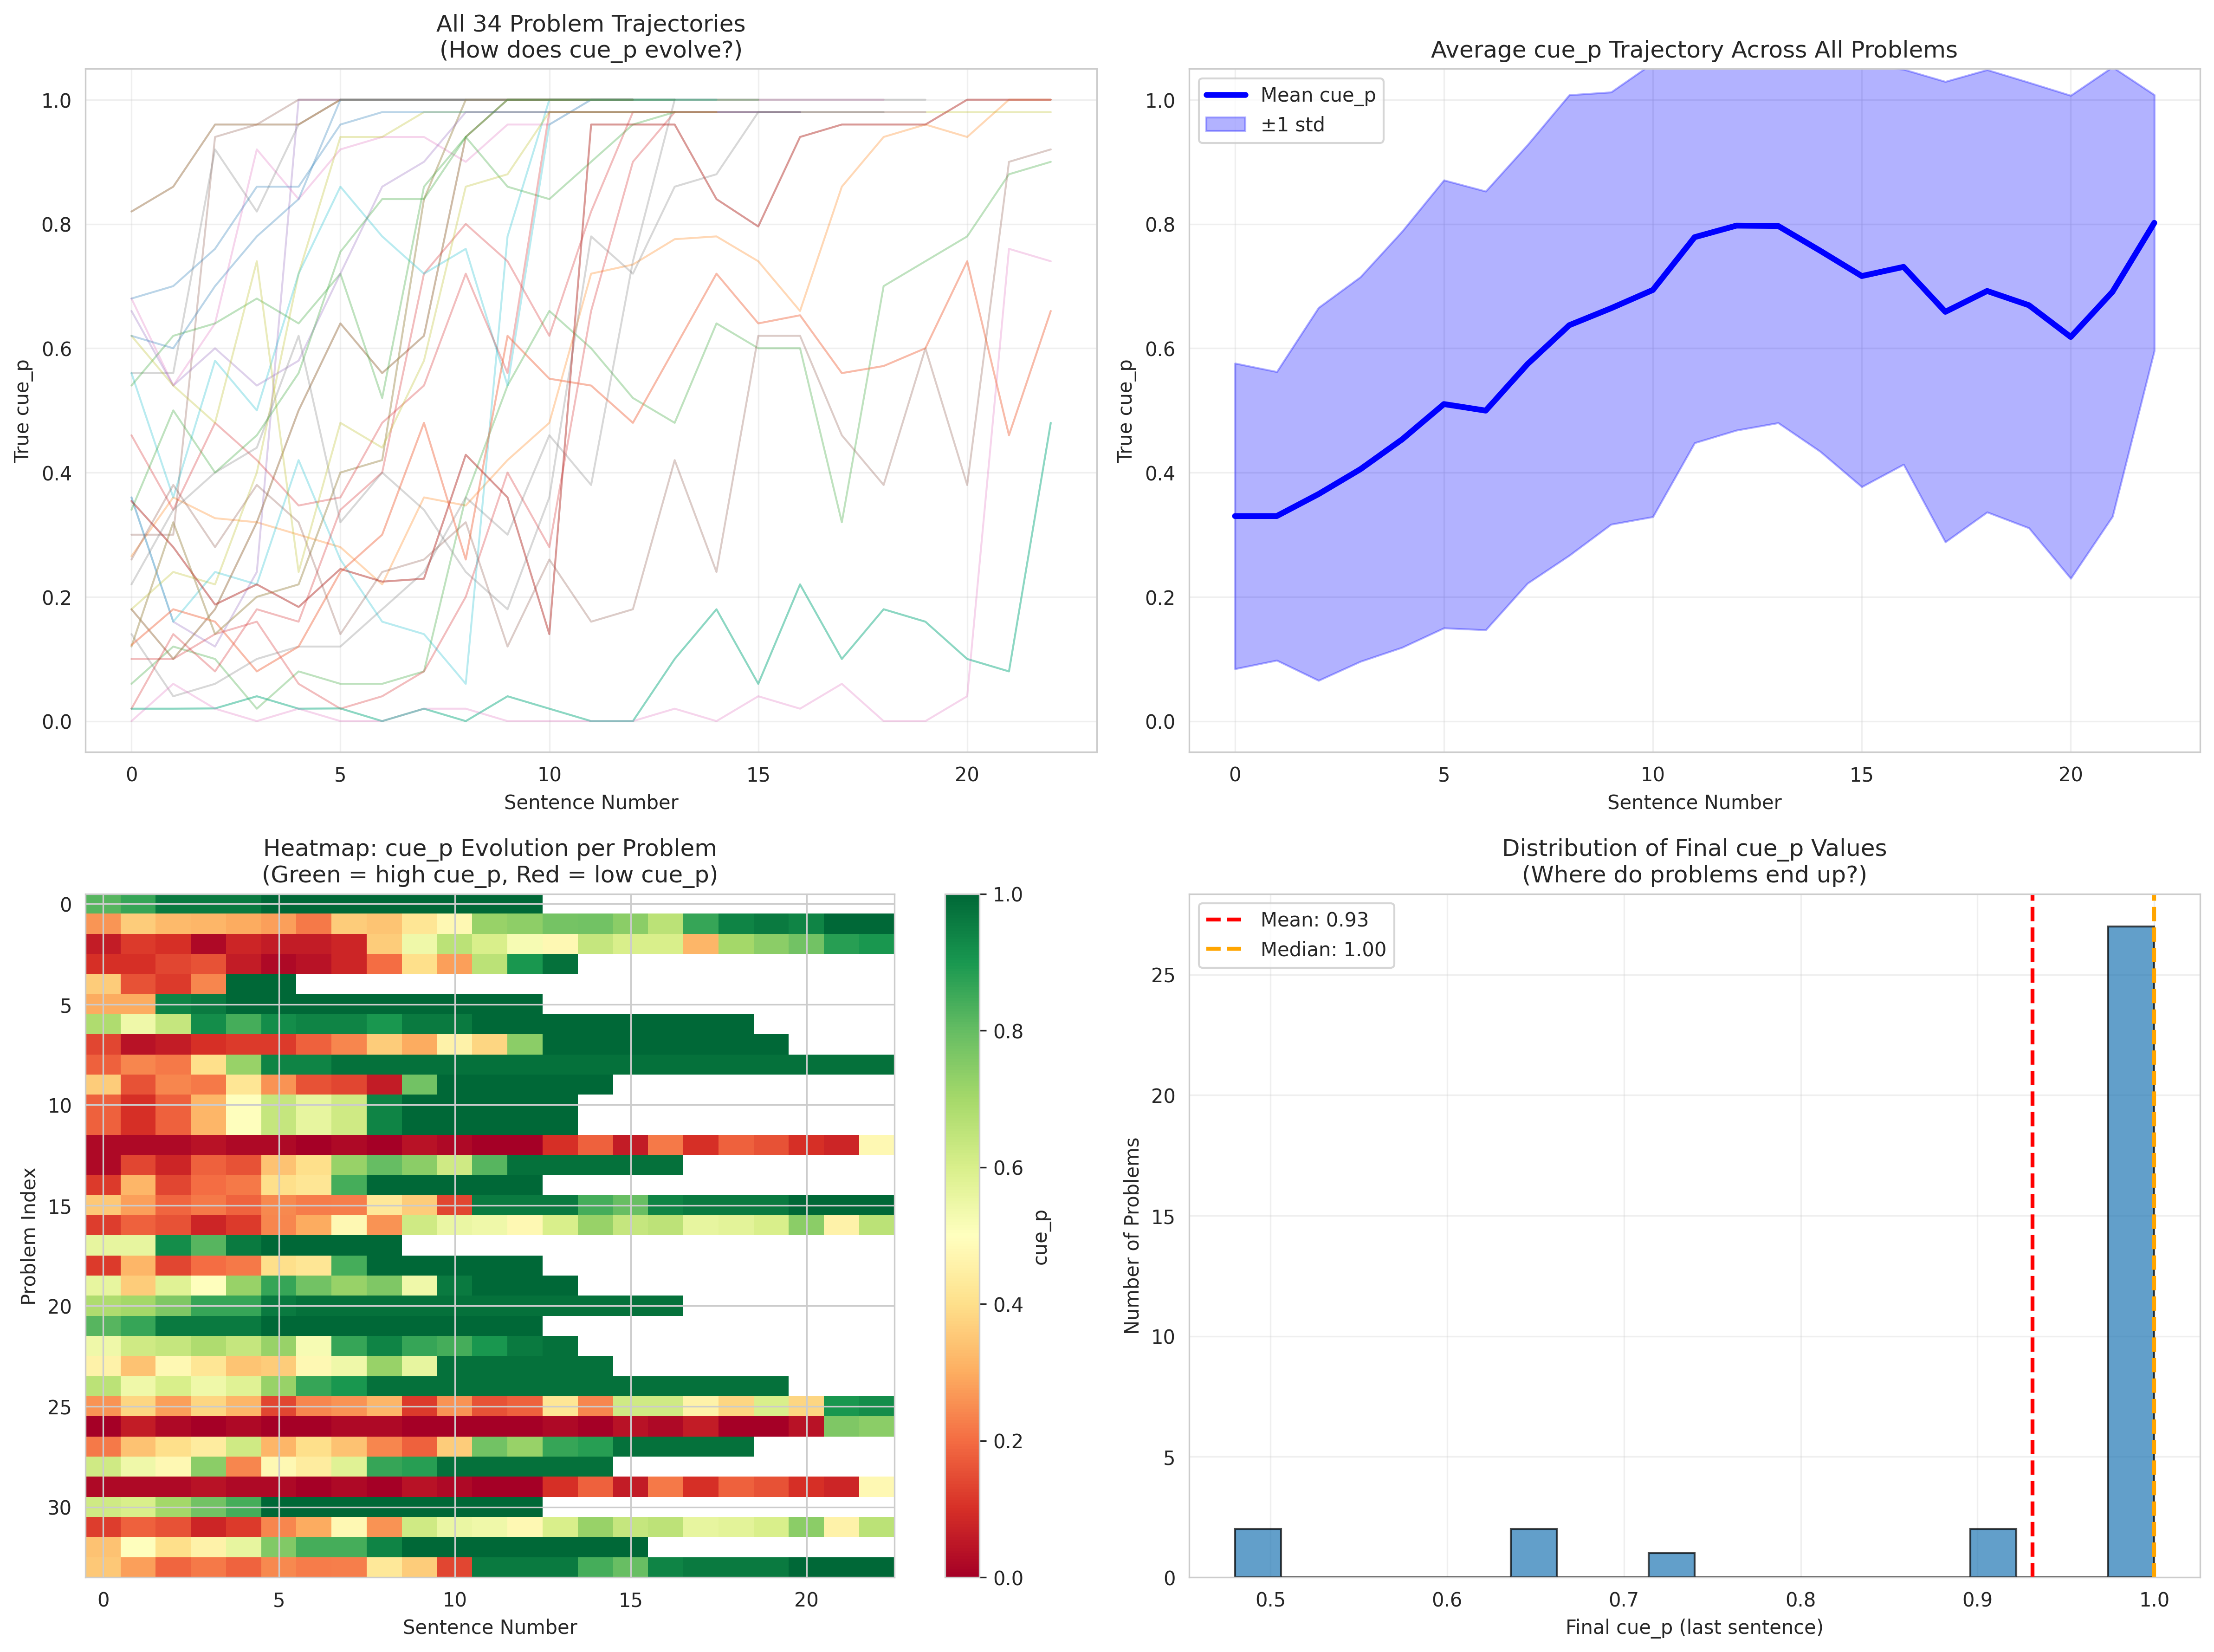 All 34 Problem Trajectories
(How does cue_p evolve?)
True cue_p
1.0
0.8
0.6
0.4
0.2
0.0
0
5
10
15
20
Sentence Number
Average cue_p Trajectory Across All Problems
Mean cue_p
±1 std
True cue_p
1.0
0.8
0.6
0.4
0.2
0.0
0
5
10
15
20
Sentence Number
Heatmap: cue_p Evolution per Problem
(Green = high cue_p, Red = low cue_p)
Problem Index
0
5
10
15
20
25
30
0
5
10
15
20
Sentence Number
1.0
0.8
0.6
0.4
0.2
0.0
cue_p
Distribution of Final cue_p Values
(Where do problems end up?)
Mean: 0.93
Median: 1.00
Number of Problems
25
20
15
10
5
0
0.5
0.6
0.7
0.8
0.9
1.0
Final cue_p (last sentence)